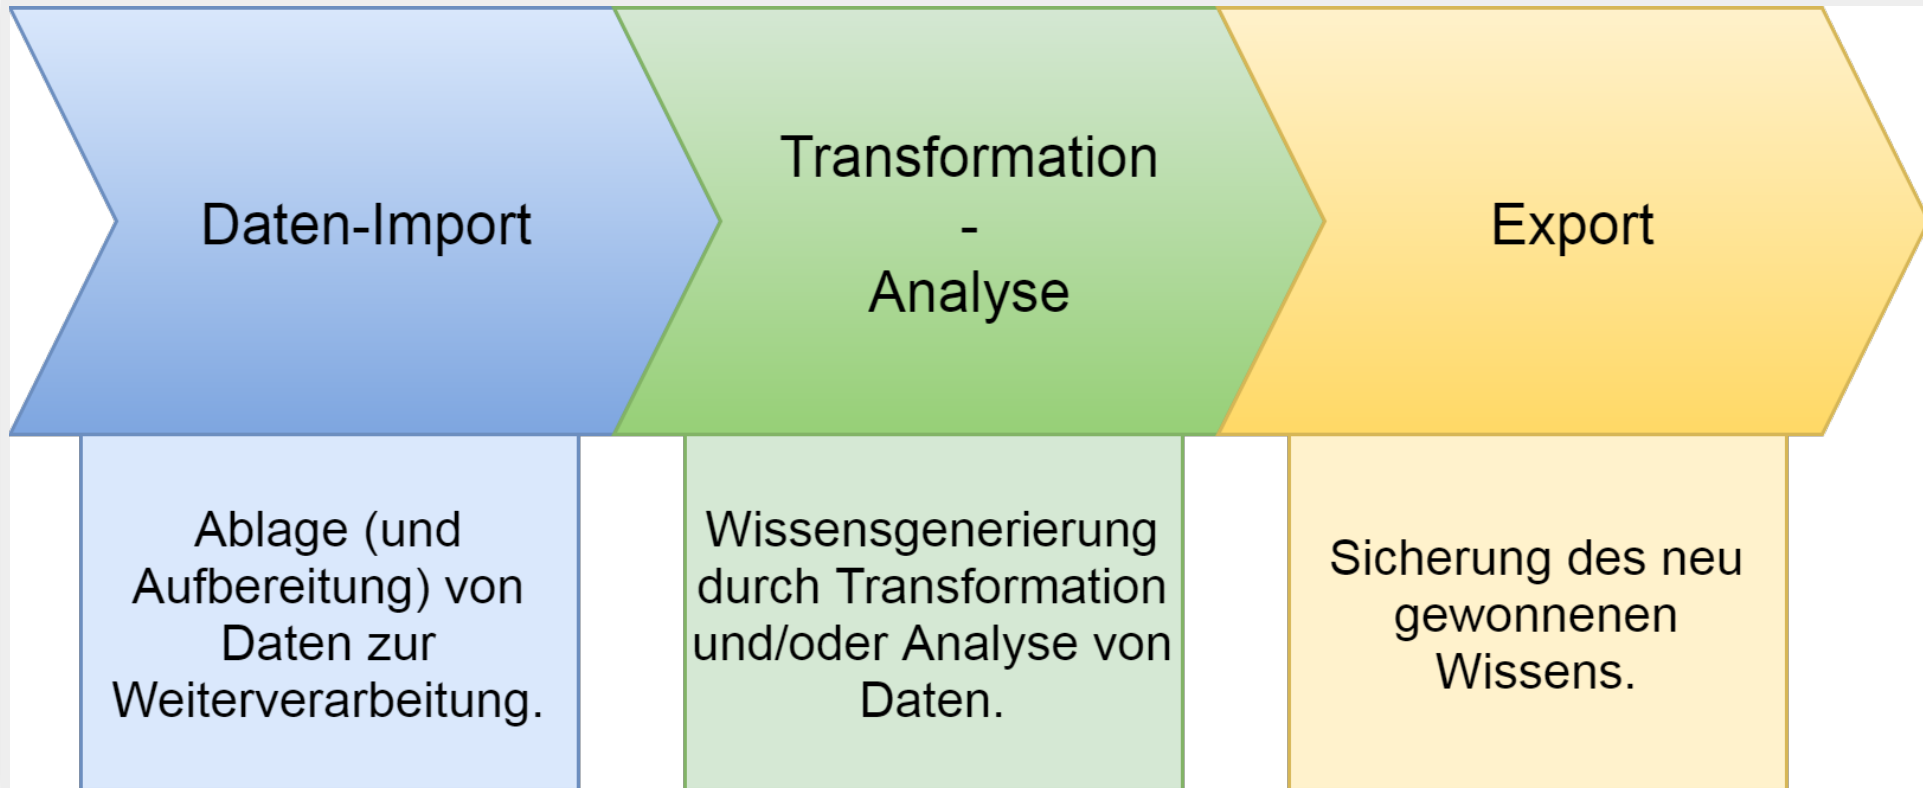 Daten-Import
Transformation
-
Analyse
Export
Ablage (und
Aufbereitung) von
Daten zur
Weiterverarbeitung.
Wissensgenerierung
durch Transformation
und/oder Analyse von
Daten.
Sicherung des neu
gewonnenen
Wissens.